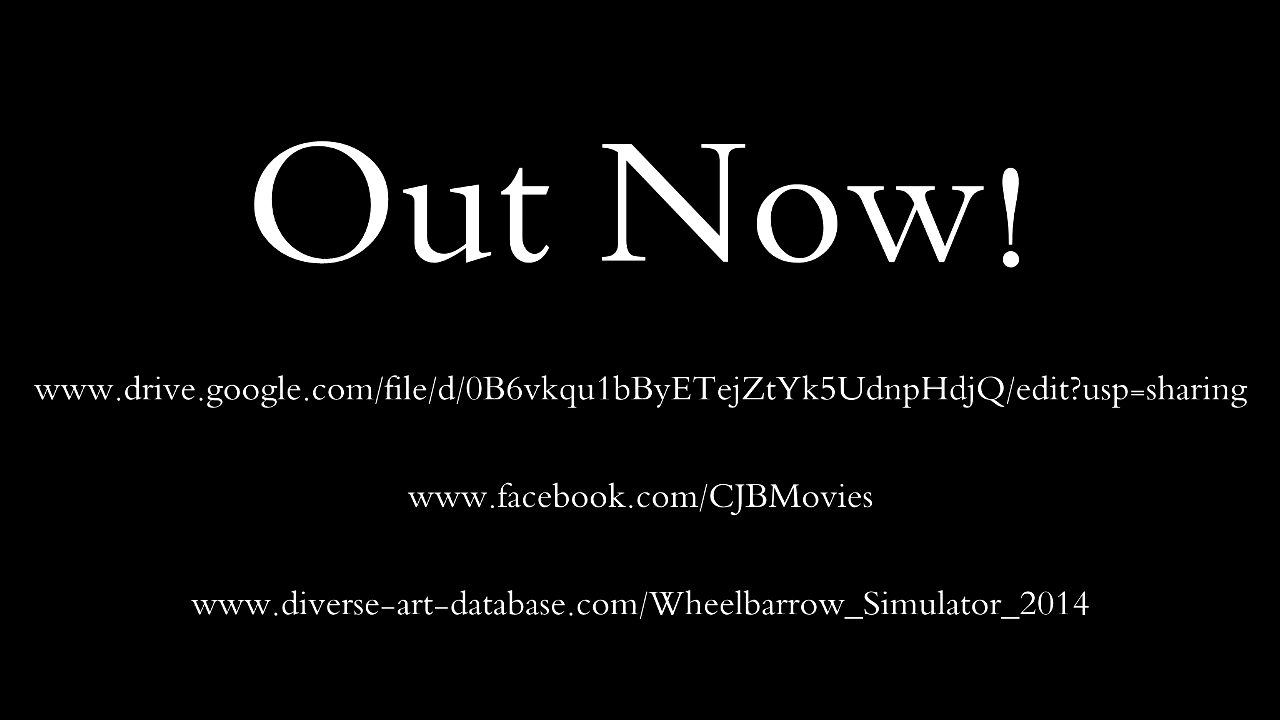 Out Now!
www.drive.google.com/file/d/0B6vkqu1bByETejZtYk5UdnpHdjQ/edit?usp=sharing
www.facebook.com/CJBMovies
www.diverse-art-database.com/Wheelbarrow_Simulator_2014